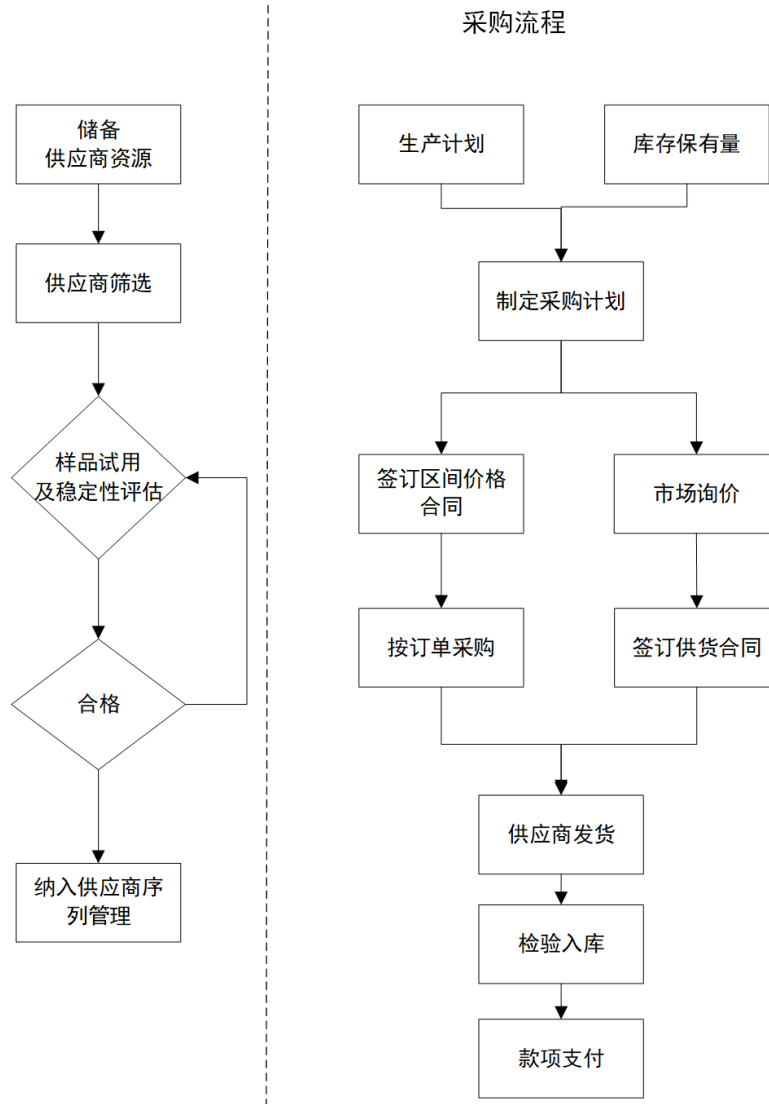 采购流程
储备
供应商资源
供应商筛选
样品试用
及稳定性评估
合格
纳入供应商序
列管理
生产计划
库存保有量
制定采购计划
签订区间价格
合同
市场询价
按订单采购
签订供货合同
供应商发货
检验入库
款项支付